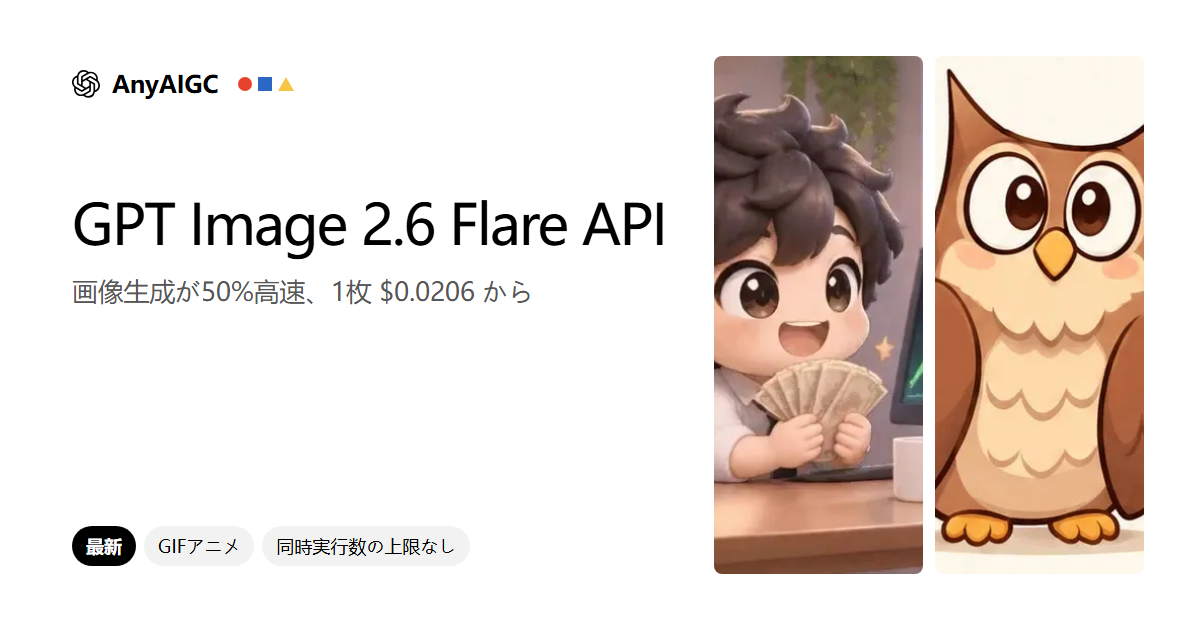 AnyAIGC
GPT Image 2.6 Flare API
画像生成が50%高速、1枚 $0.0206 から
最新
GIFアニメ
同時実行数の上限なし